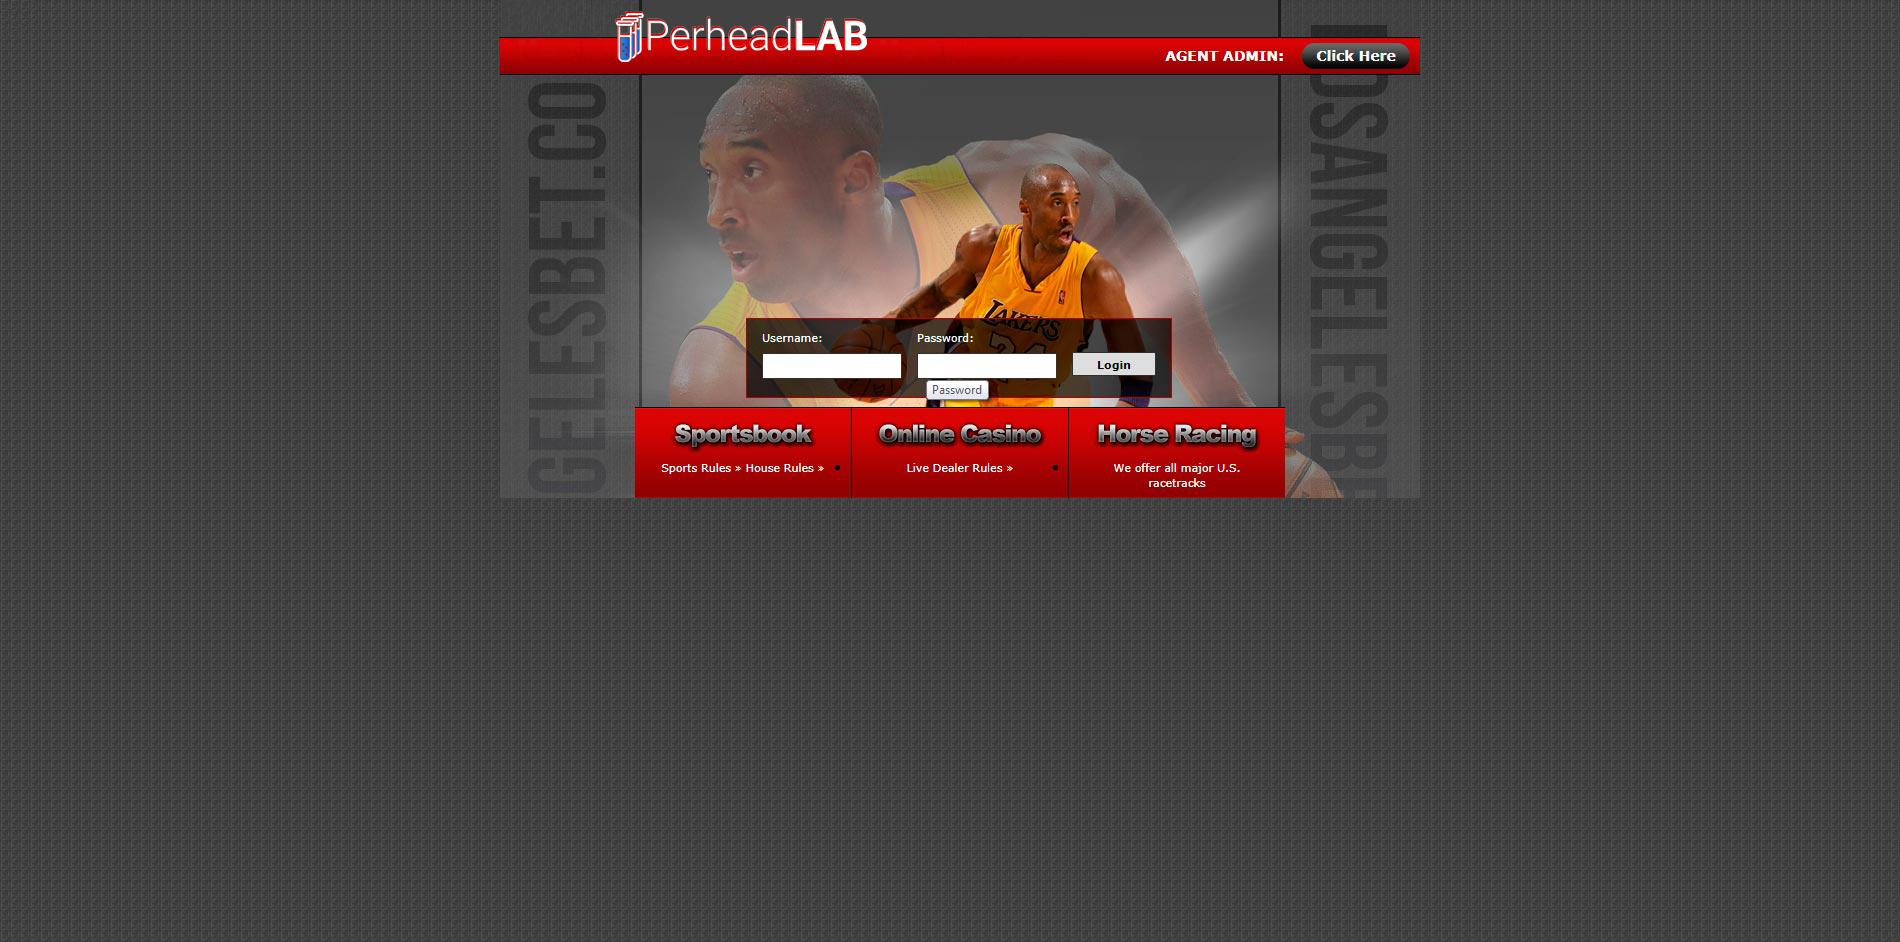 PerheadLAB
AGENT ADMIN:
Click Here
GELESBET.CO
LOSANGELESBE
LAKERS
24
Username:
Password:
Login
Password
Sportsbook
Online Casino
Horse Racing
Sports Rules » House Rules »
Live Dealer Rules »
We offer all major U.S.
racetracks